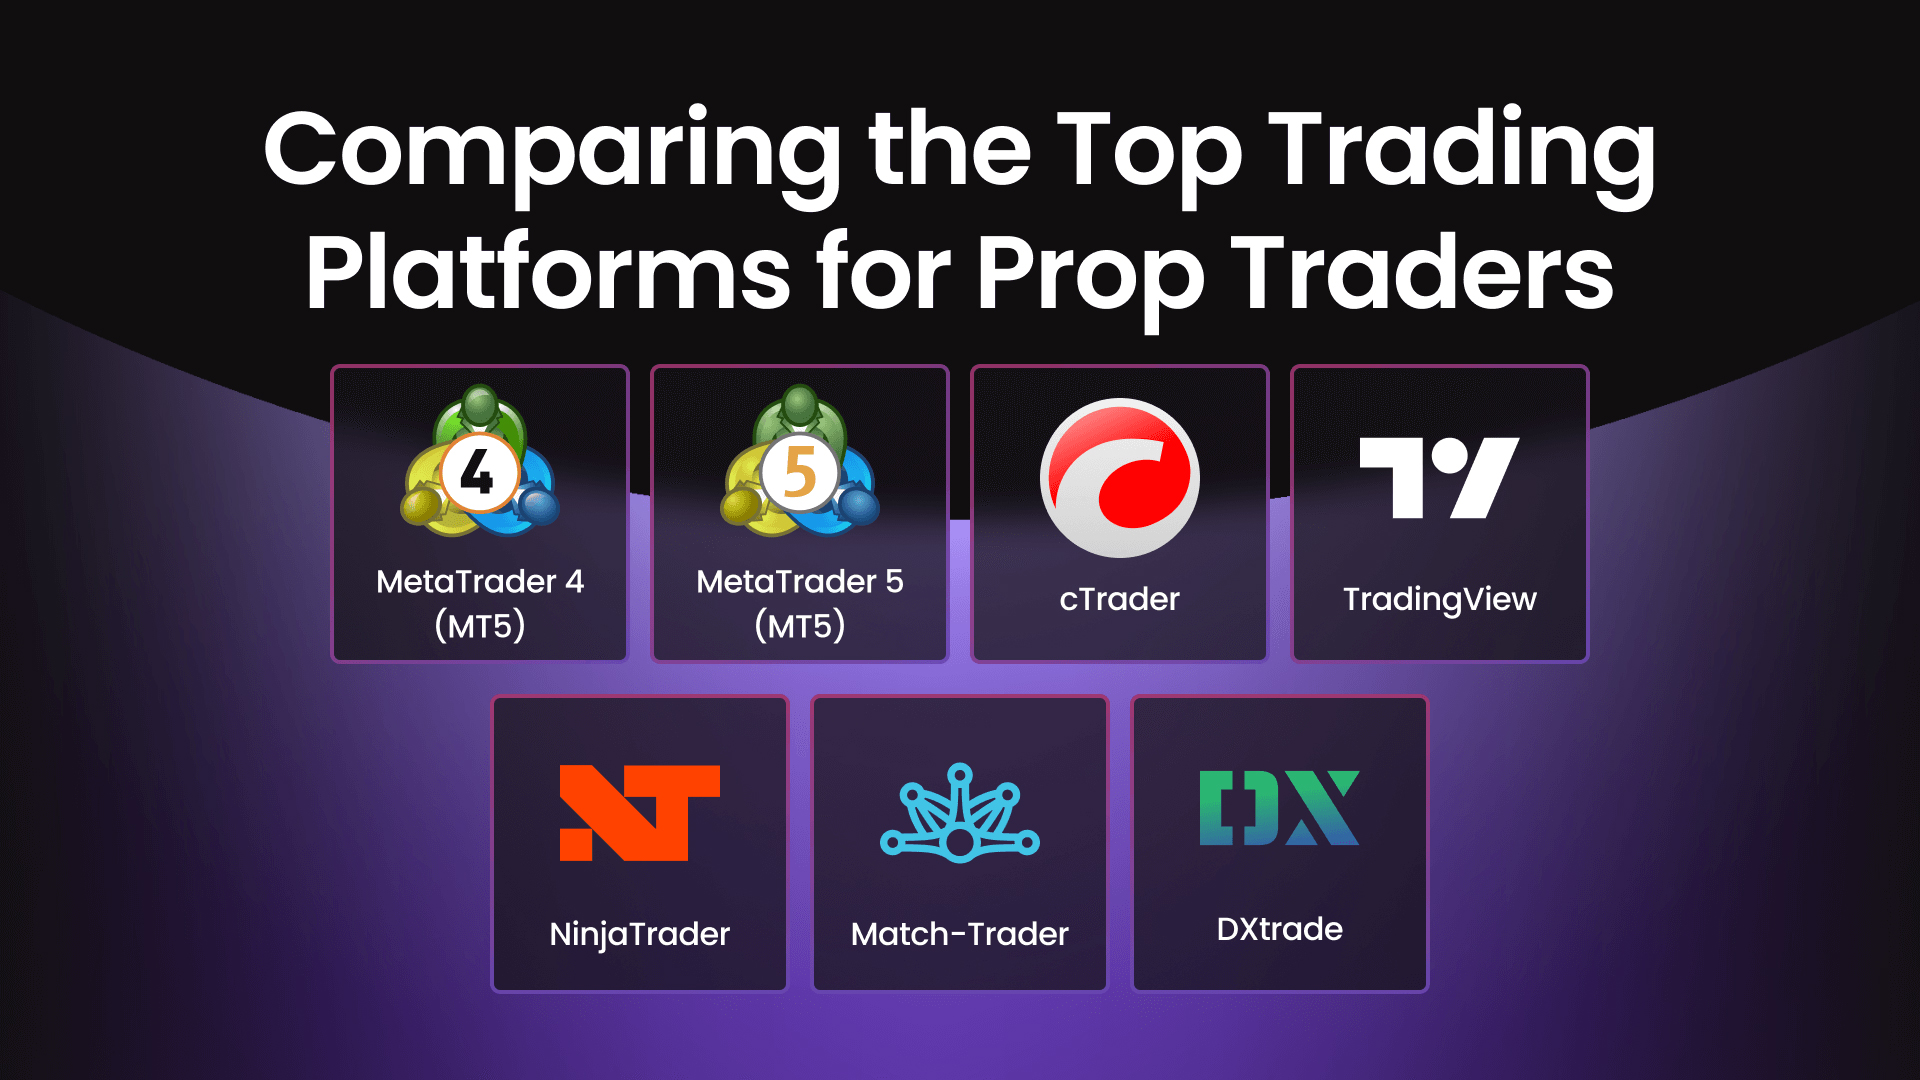 Comparing the Top Trading
Platforms for Prop Traders
4
MetaTrader 4
(MT5)
5
MetaTrader 5
(MT5)
cTrader
TradingView
NT
NinjaTrader
Match-Trader
DX
DXtrade